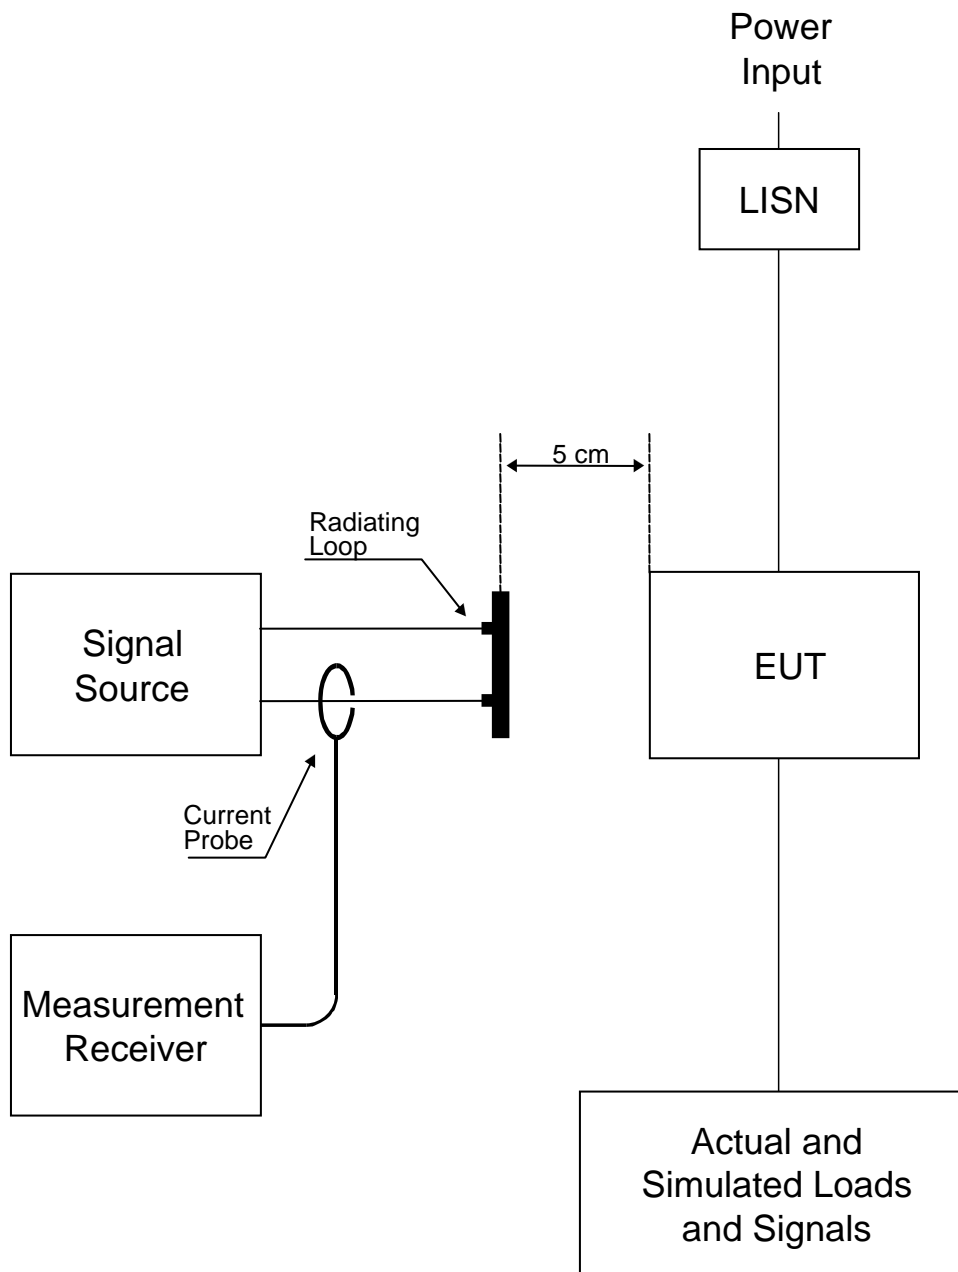 Power
Input
LISN
5 cm
Radiating
Loop
Signal
Source
EUT
Current
Probe
Measurement
Receiver
Actual and
Simulated Loads
and Signals